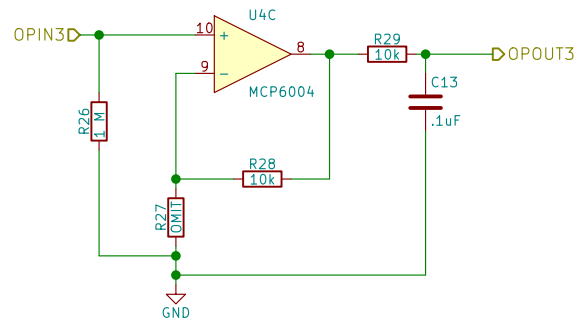 U4C
OPIN3
10
+
8
R29
10k
OPOUT3
9
−
MCP6004
C13
.1uF
R26
1 M
R28
10k
R27
OMIT
GND